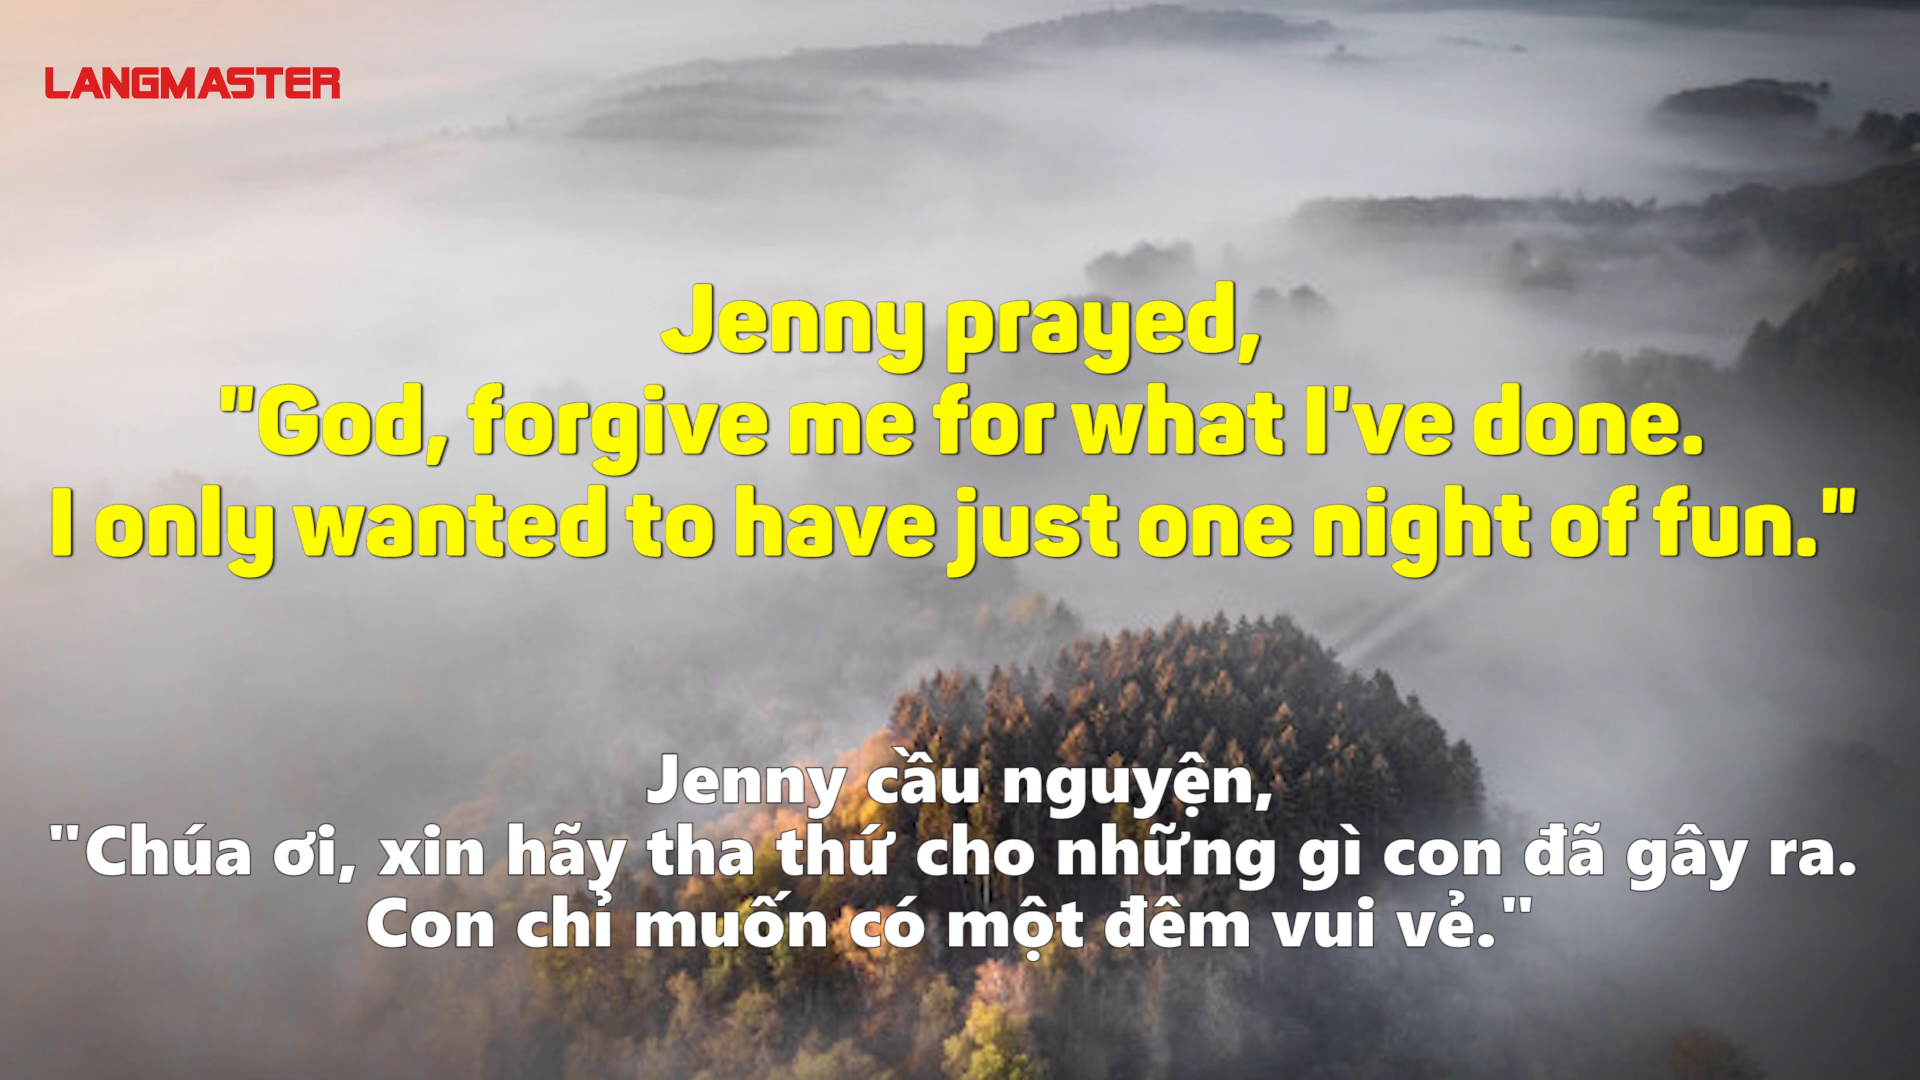 LANGMASTER
Jenny prayed,
"God, forgive me for what I've done.
I only wanted to have just one night of fun."
Jenny cầu nguyện,
"Chúa ơi, xin hãy tha thứ cho những gì con đã gây ra.
Con chỉ muốn có một đêm vui vẻ."